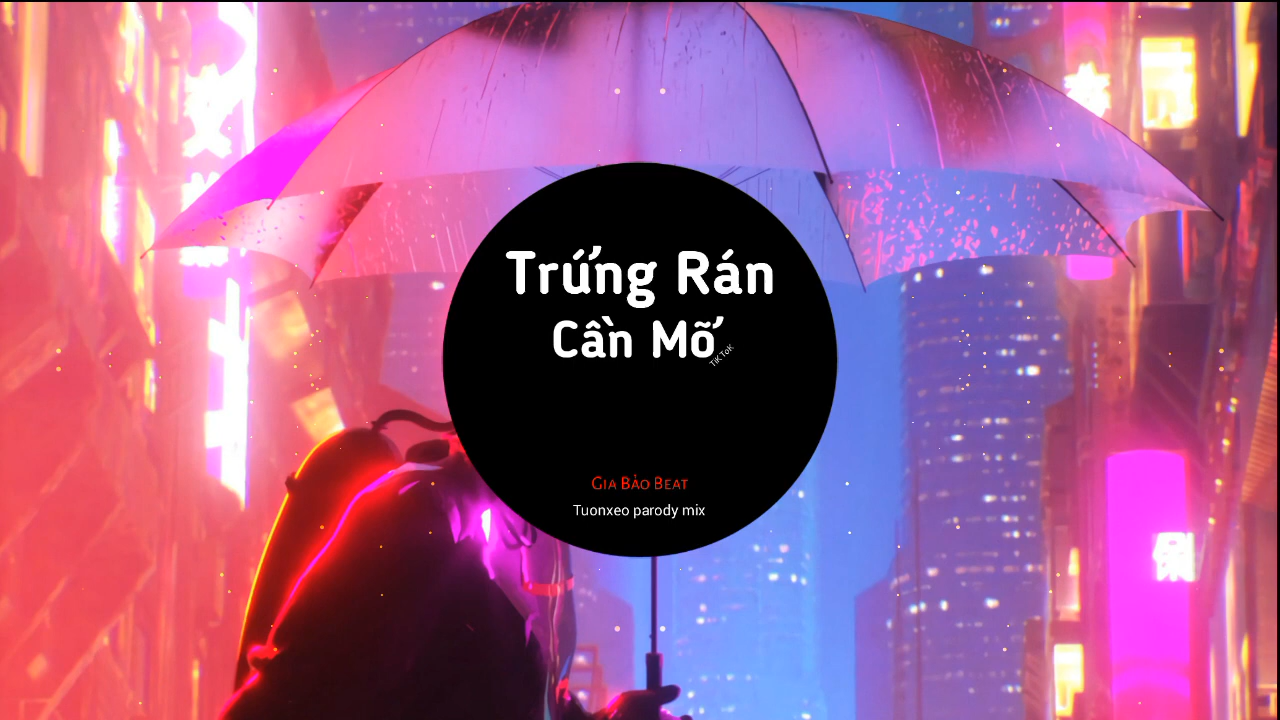 Trứng Rán
Cần Mỡ
TikTok
Gia Bảo Beat
Tuonxeo parody mix